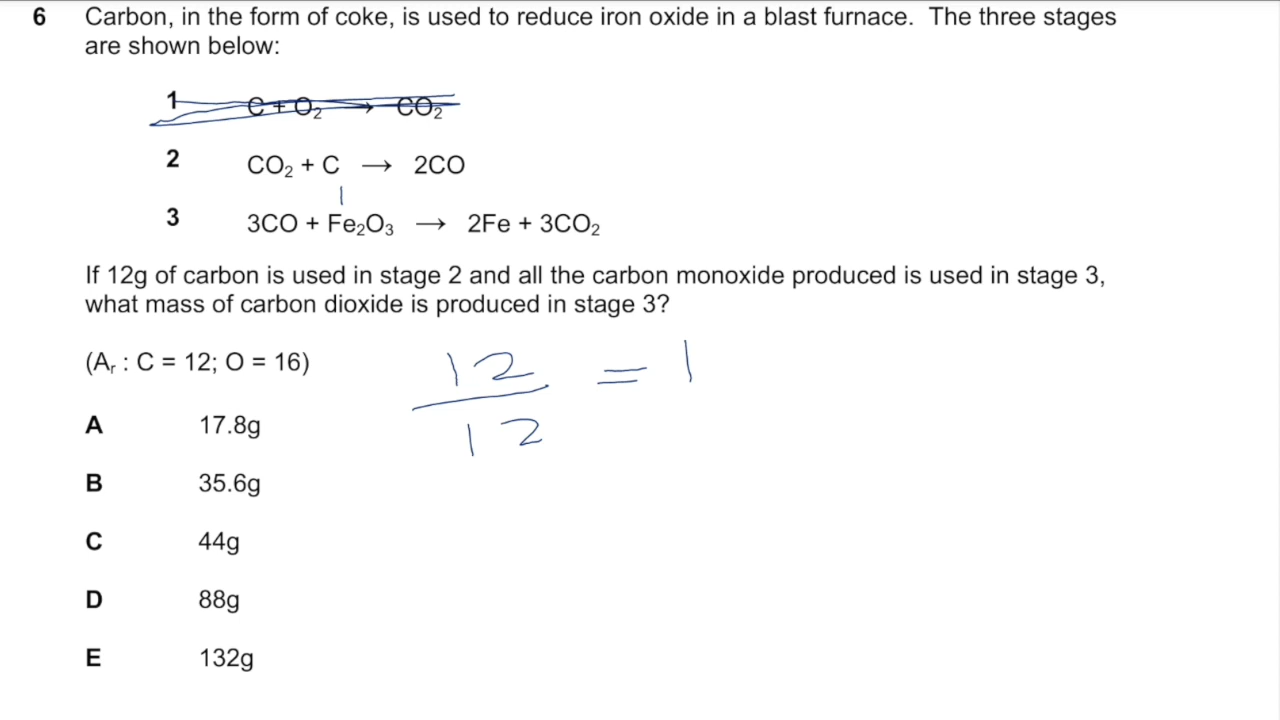 6 Carbon, in the form of coke, is used to reduce iron oxide in a blast furnace. The three stages
are shown below:
1 C + O₂ → CO₂
2 CO₂ + C → 2CO
1
3 3CO + Fe₂O₃ → 2Fe + 3CO₂
If 12g of carbon is used in stage 2 and all the carbon monoxide produced is used in stage 3,
what mass of carbon dioxide is produced in stage 3?
(Aᵣ : C = 12; O = 16)
12 = 1
12
A 17.8g
B 35.6g
C 44g
D 88g
E 132g